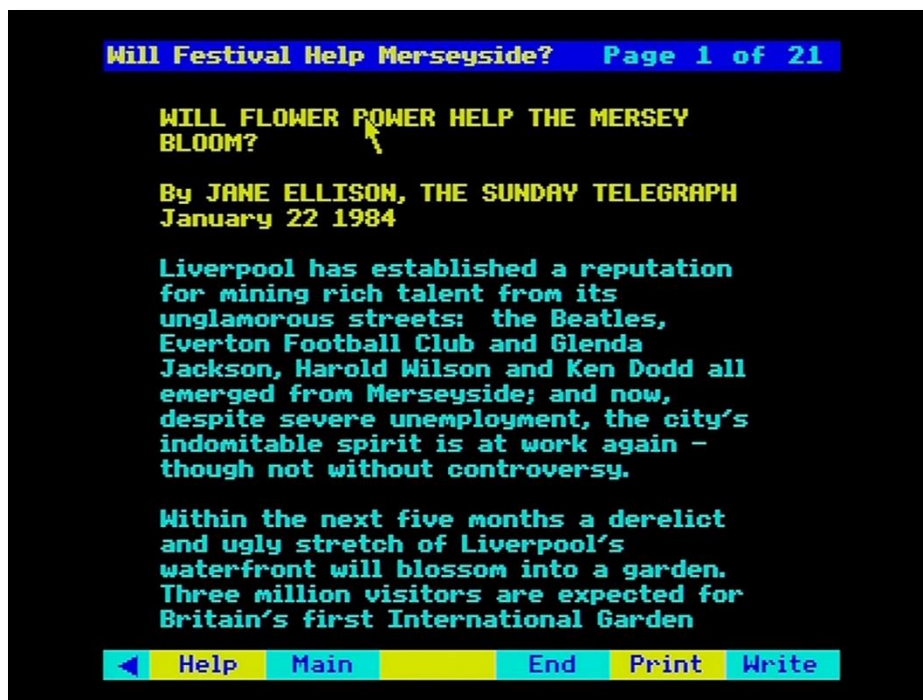 Will Festival Help Merseyside? Page 1 of 21
WILL FLOWER POWER HELP THE MERSEY
BLOOM?
By JANE ELLISON, THE SUNDAY TELEGRAPH
January 22 1984
Liverpool has established a reputation
for mining rich talent from its
unglamorous streets: the Beatles,
Everton Football Club and Glenda
Jackson, Harold Wilson and Ken Dodd all
emerged from Merseyside; and now,
despite severe unemployment, the city's
indomitable spirit is at work again -
though not without controversy.
Within the next five months a derelict
and ugly stretch of Liverpool's
waterfront will blossom into a garden.
Three million visitors are expected for
Britain's first International Garden
Help Main End Print Write